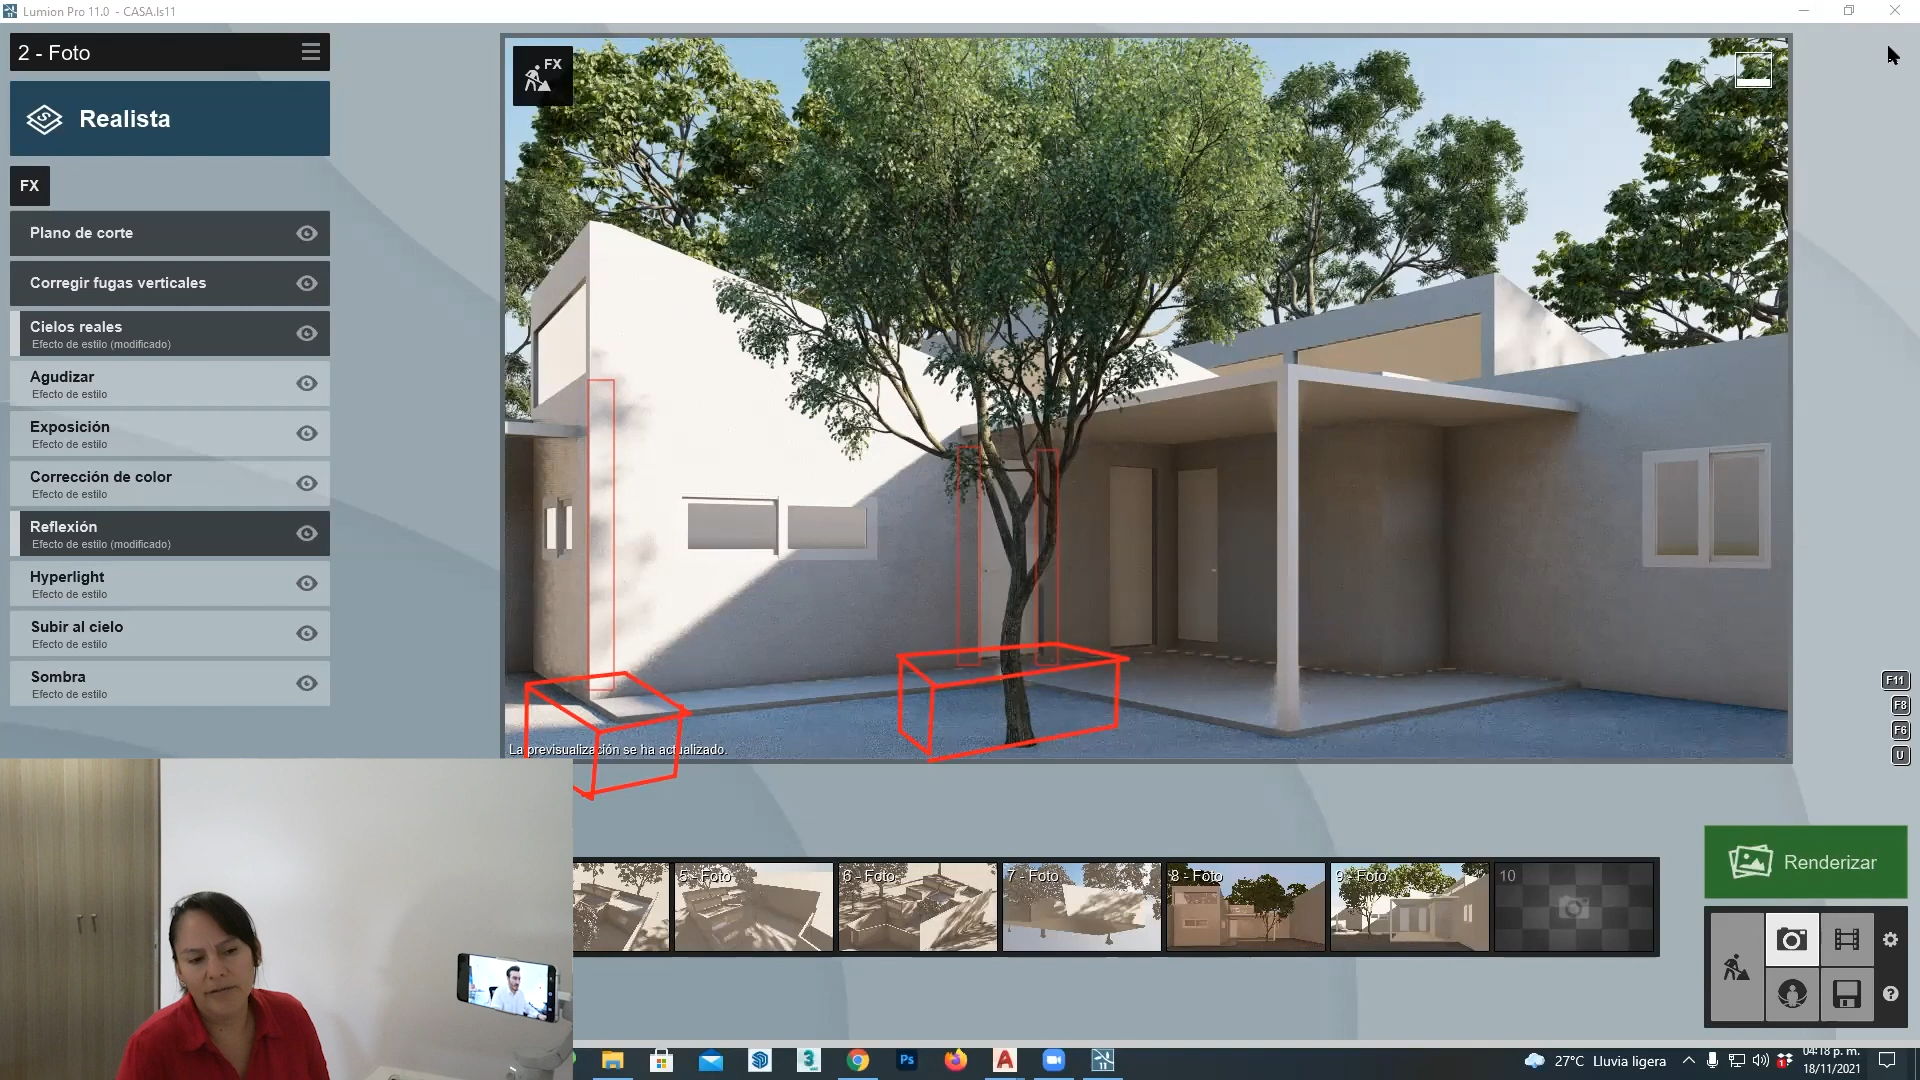 Lumion Pro 11.0 - CASA.ls11
2 - Foto
FX
Realista
FX
Plano de corte
Corregir fugas verticales
Cielos reales
Efecto de estilo (modificado)
Agudizar
Efecto de estilo
Exposición
Efecto de estilo
Corrección de color
Efecto de estilo
Reflexión
Efecto de estilo (modificado)
Hyperlight
Efecto de estilo
Subir al cielo
Efecto de estilo
Sombra
Efecto de estilo
F11
F8
F6
U
La previsualización se ha actualizado.
Renderizar
5 - Foto
6 - Foto
7 - Foto
8 - Foto
9 - Foto
10
Ps
27°C Lluvia ligera
04:18 p. m.
18/11/2021